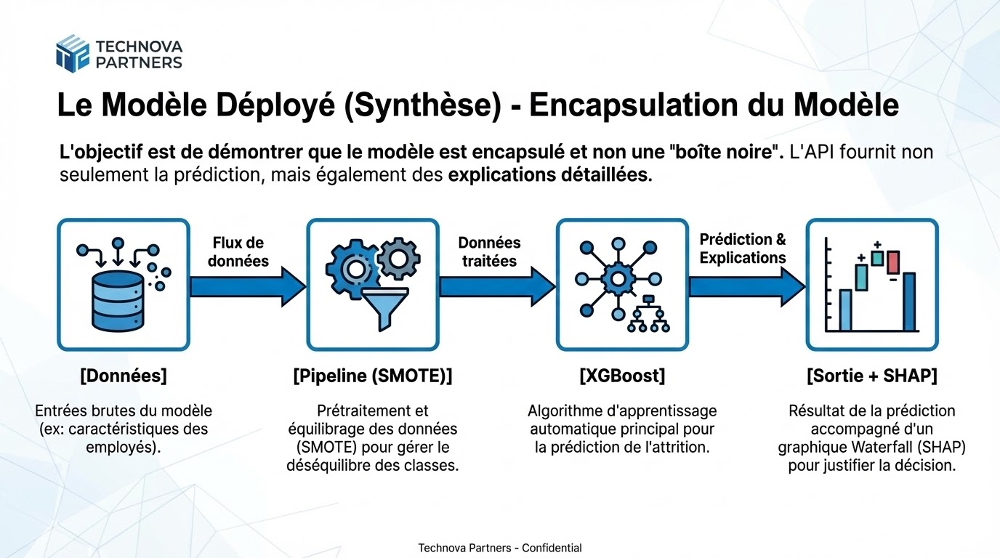 TECHNOVA
PARTNERS
Le Modèle Déployé (Synthèse) - Encapsulation du Modèle
L'objectif est de démontrer que le modèle est encapsulé et non une "boîte noire". L'API fournit non
seulement la prédiction, mais également des explications détaillées.
Flux de
données
Données
traitées
Prédiction &
Explications
[Données]
Entrées brutes du modèle
(ex: caractéristiques des
employés).
[Pipeline (SMOTE)]
Prétraitement et
équilibrage des données
(SMOTE) pour gérer le
déséquilibre des classes.
[XGBoost]
Algorithme d'apprentissage
automatique principal pour
la prédiction de l'attrition.
[Sortie + SHAP]
Résultat de la prédiction
accompagné d'un
graphique Waterfall (SHAP)
pour justifier la décision.
Technova Partners - Confidential